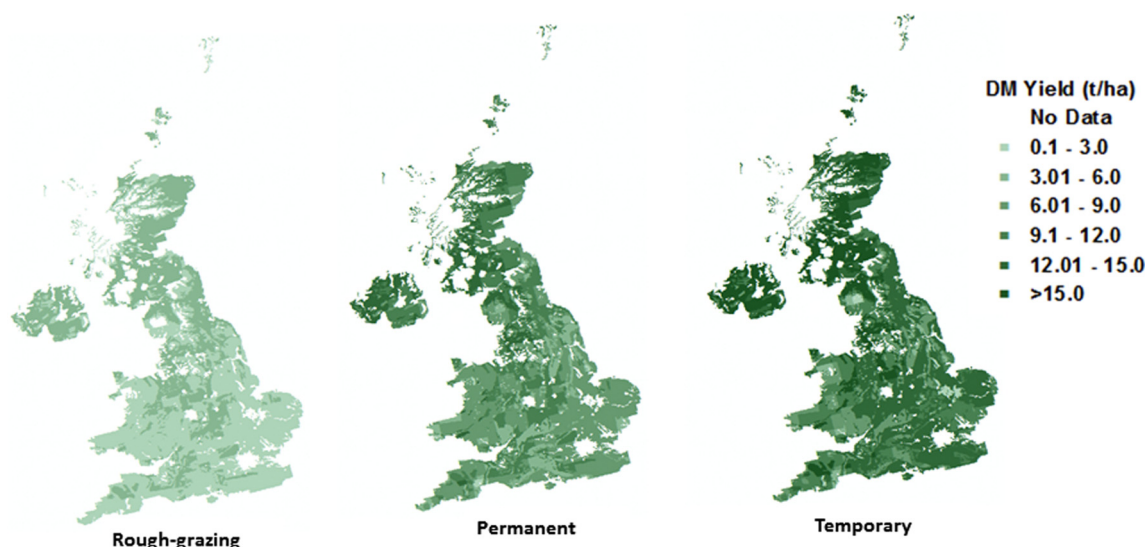 DM Yield (t/ha)
No Data
0.1 - 3.0
3.01 - 6.0
6.01 - 9.0
9.1 - 12.0
12.01 - 15.0
>15.0
Rough-grazing
Permanent
Temporary